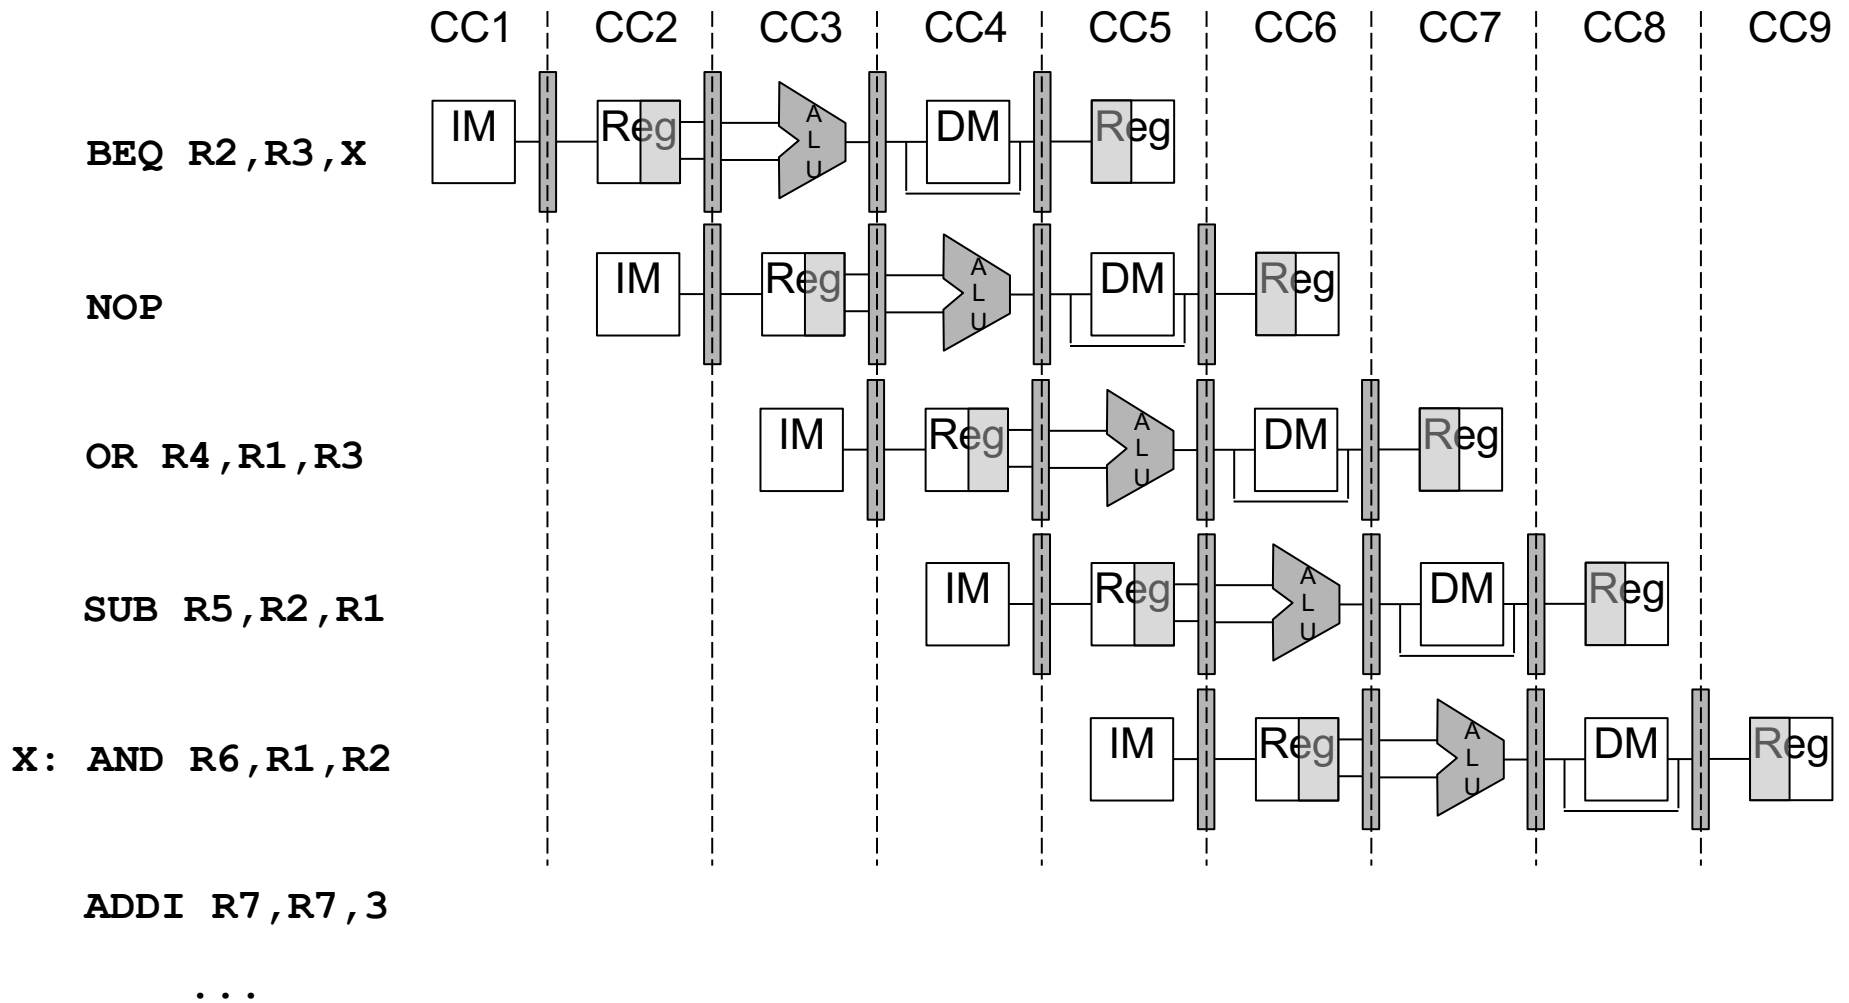 CC1 CC2 CC3 CC4 CC5 CC6 CC7 CC8 CC9
BEQ R2,R3,X IM Reg ALU DM Reg
NOP IM Reg ALU DM Reg
OR R4,R1,R3 IM Reg ALU DM Reg
SUB R5,R2,R1 IM Reg ALU DM Reg
X: AND R6,R1,R2 IM Reg ALU DM Reg
ADDI R7,R7,3
...